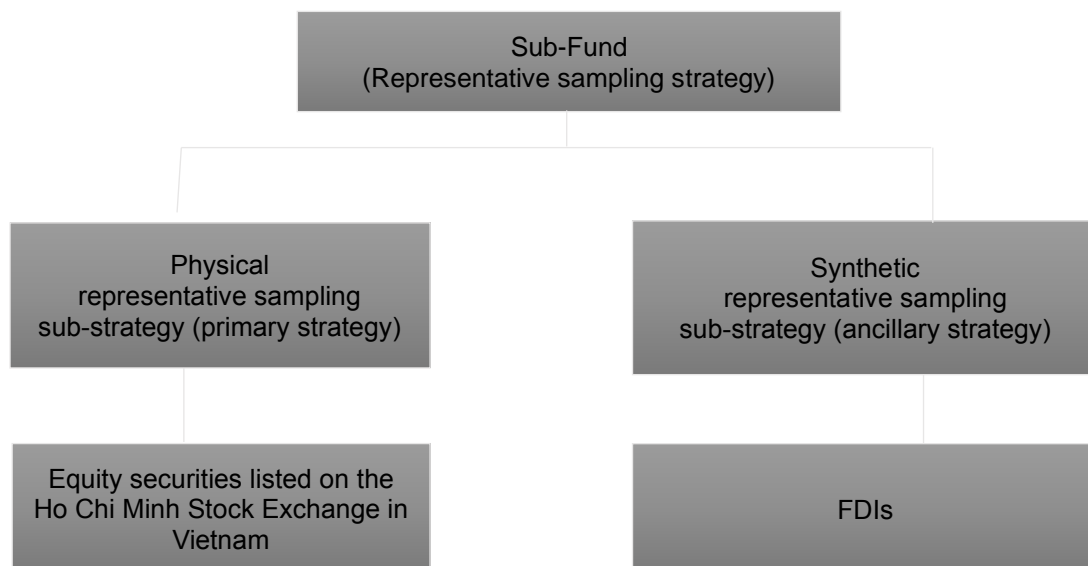 Sub-Fund
(Representative sampling strategy)
Physical
representative sampling
sub-strategy (primary strategy)
Synthetic
representative sampling
sub-strategy (ancillary strategy)
Equity securities listed on the
Ho Chi Minh Stock Exchange in
Vietnam
FDIs